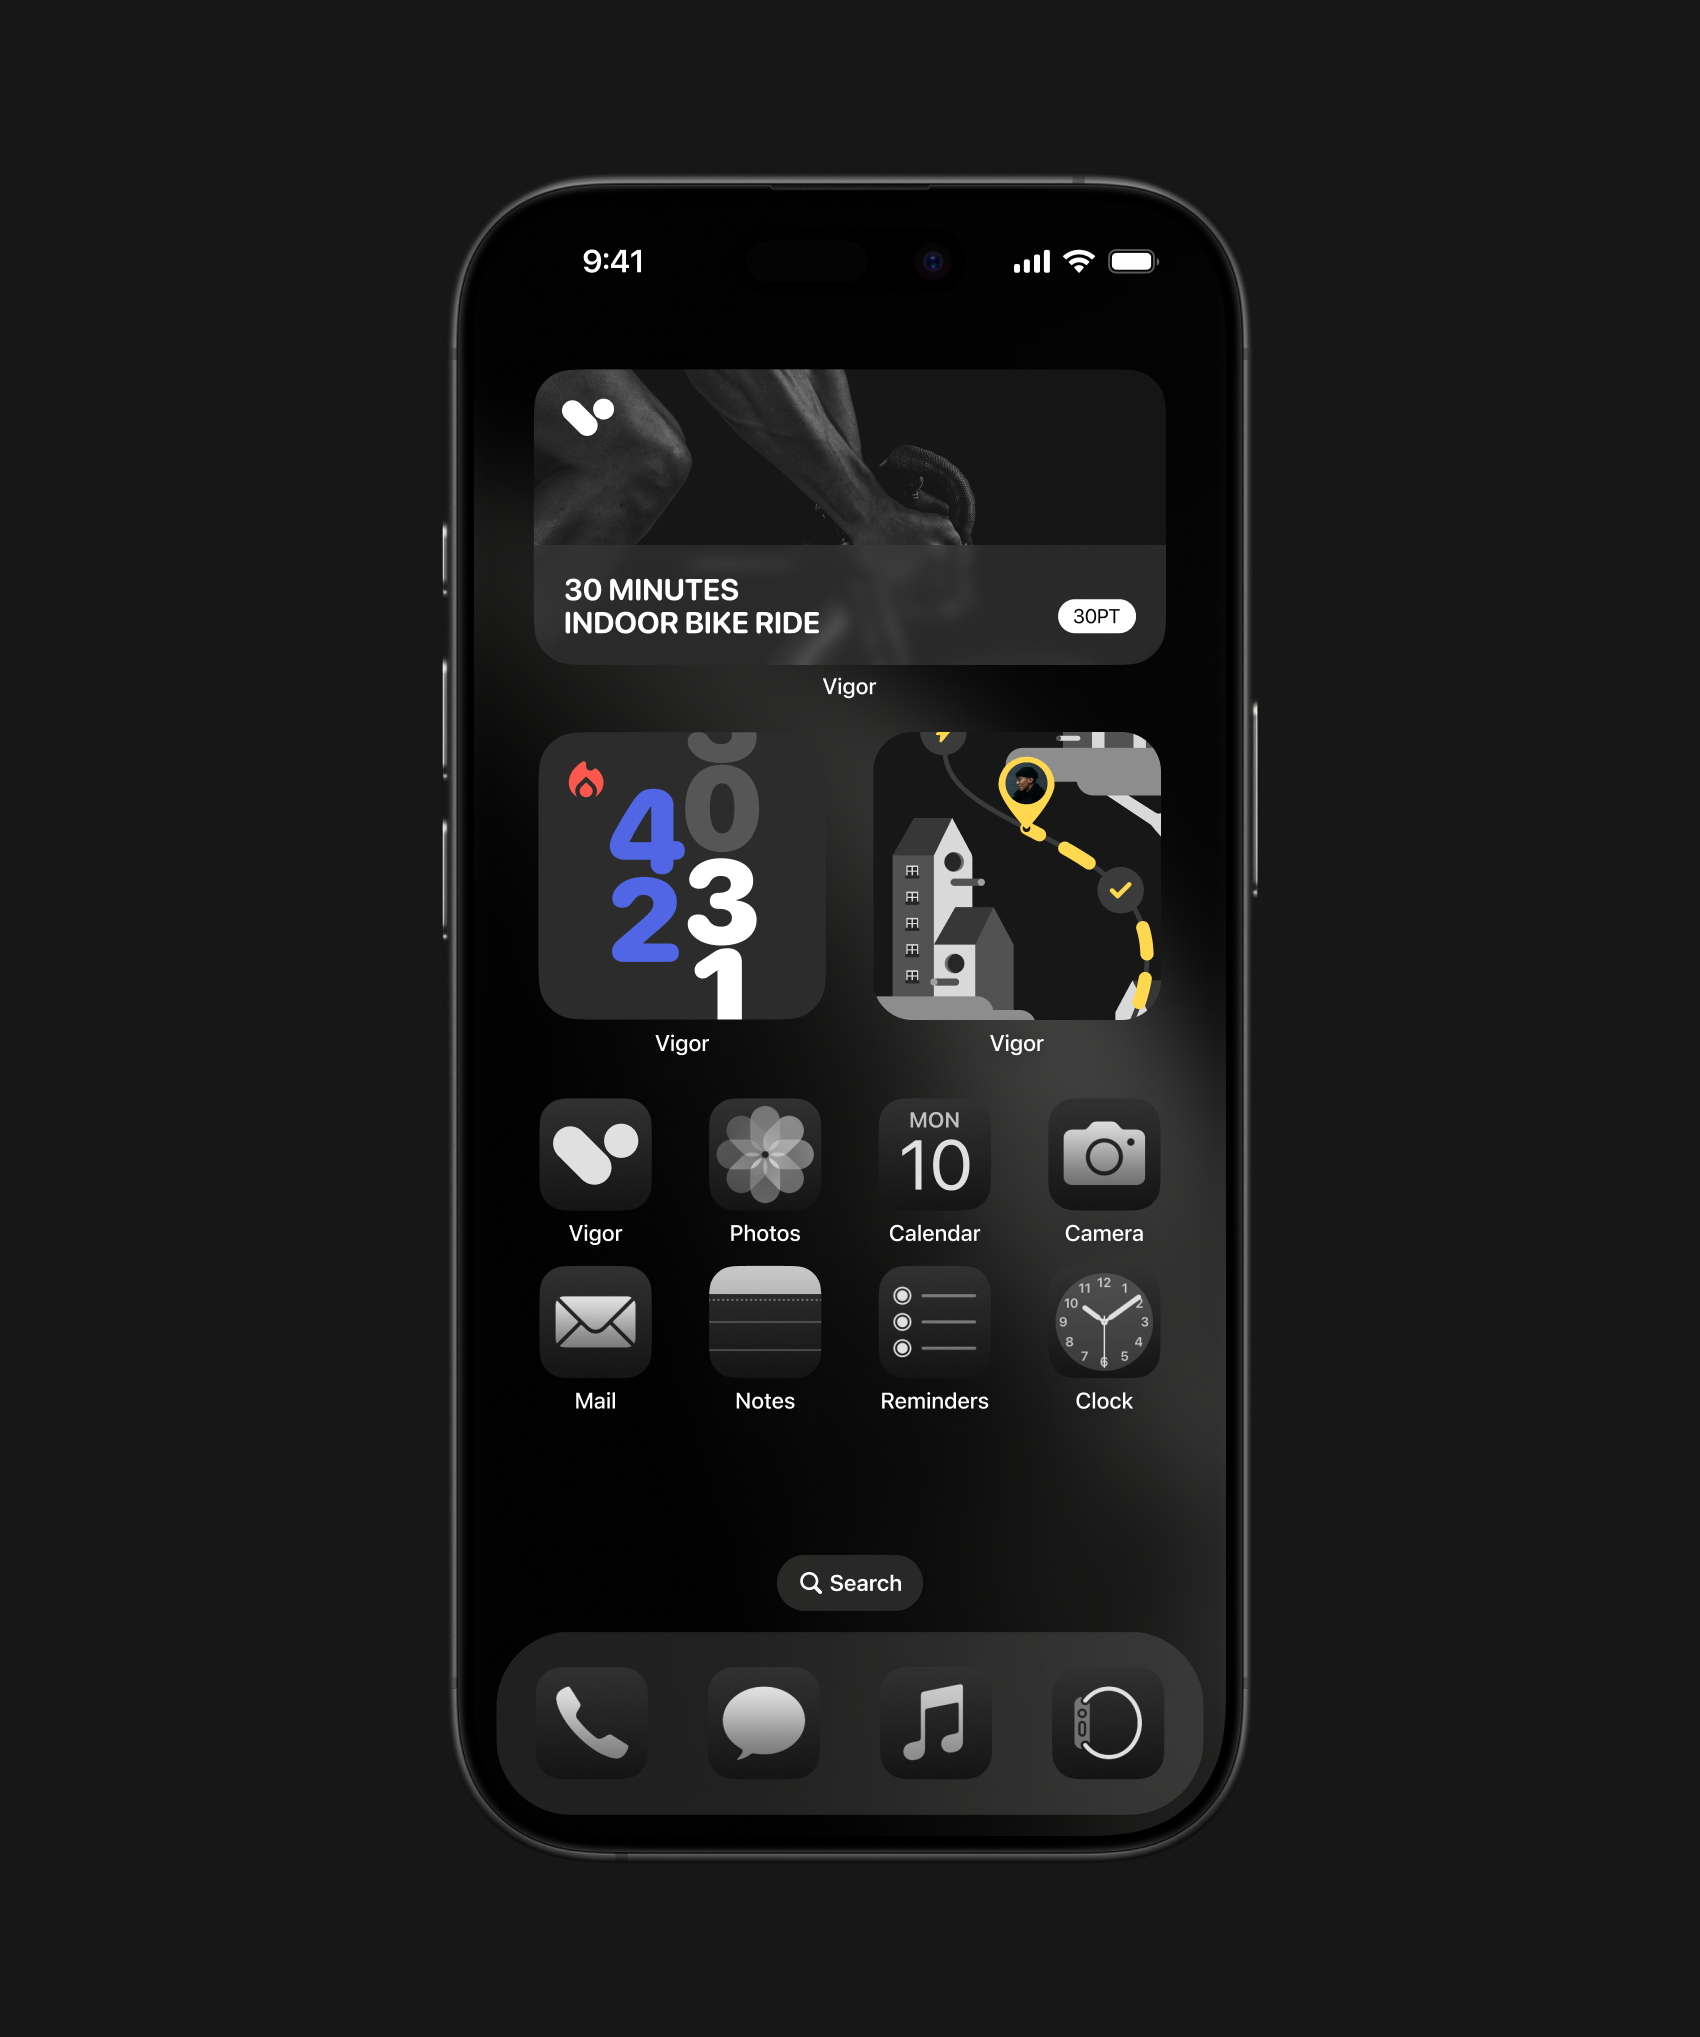 9:41
30 MINUTES
INDOOR BIKE RIDE
30PT
Vigor
0
4 3
2 1
Vigor
Vigor
MON
10
Vigor
Photos
Calendar
Camera
12
11 1
10 2
9 3
8 4
7 5
6
Mail
Notes
Reminders
Clock
Search